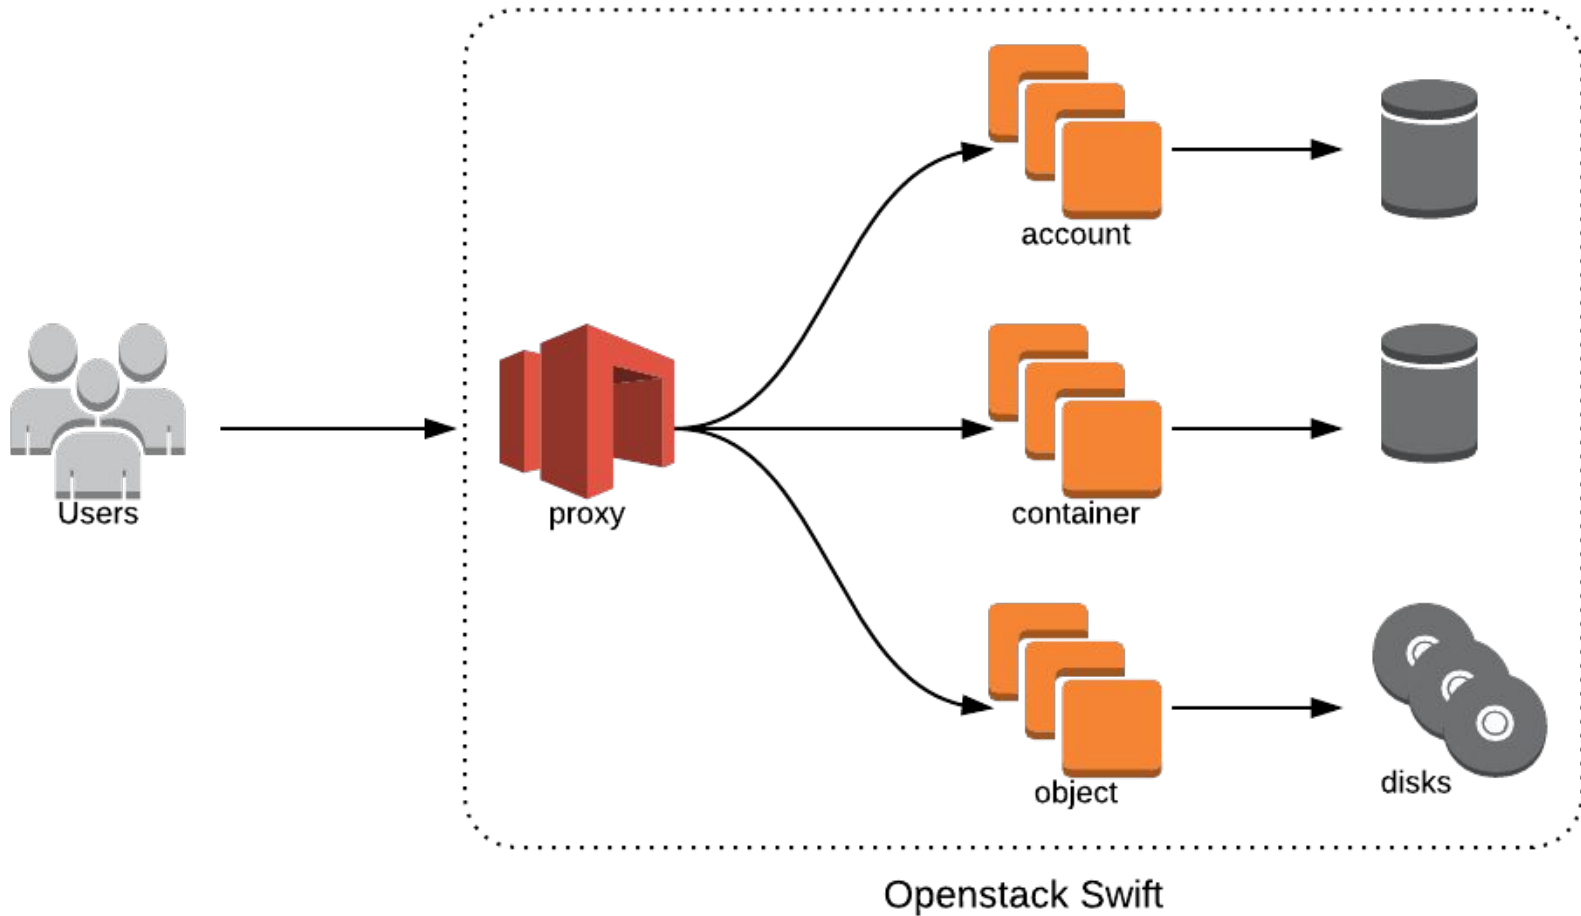 account
Users
proxy
container
object
disks
Openstack Swift